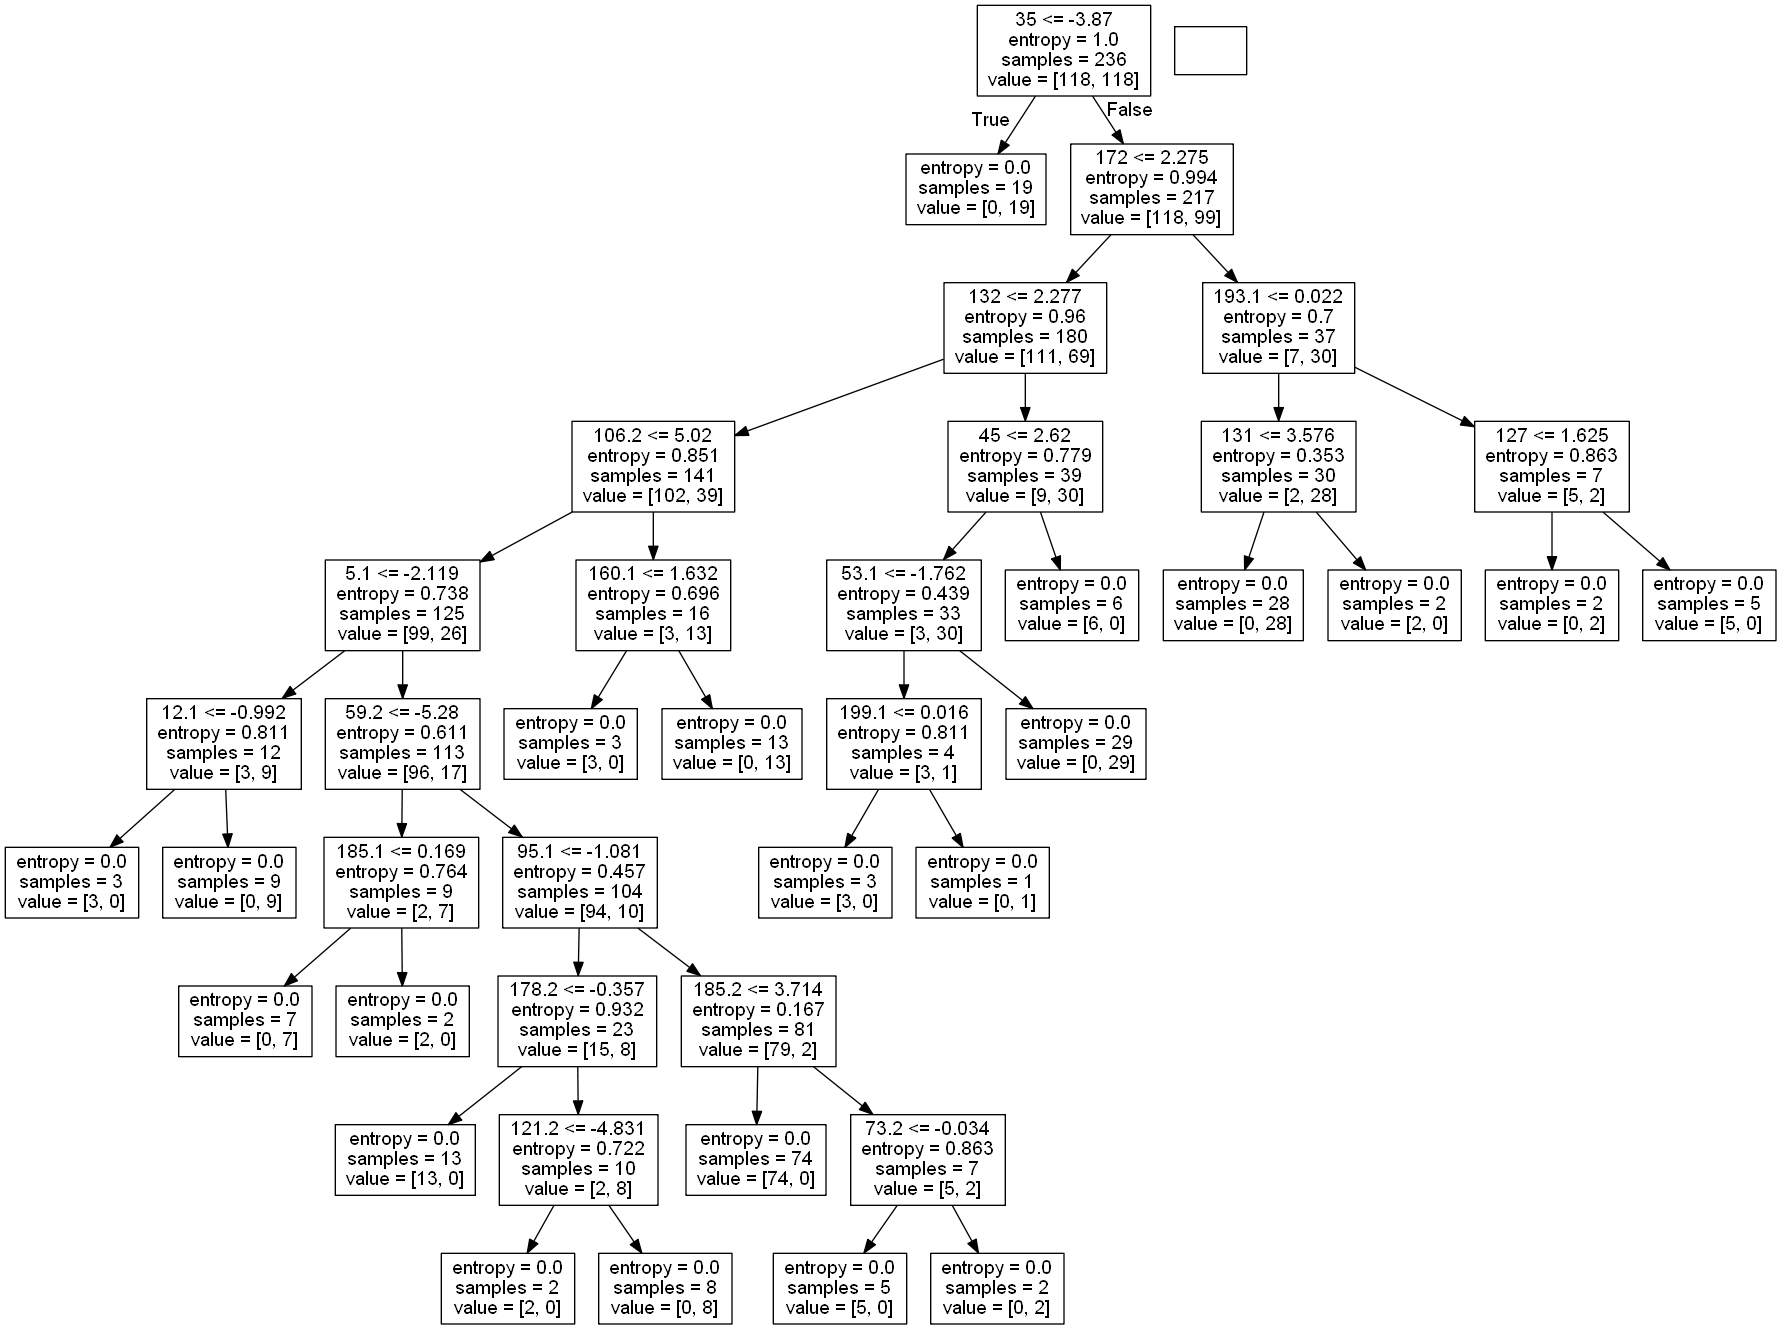 35 <= -3.87
entropy = 1.0
samples = 236
value = [118, 118]
True
False
entropy = 0.0
samples = 19
value = [0, 19]
172 <= 2.275
entropy = 0.994
samples = 217
value = [118, 99]
132 <= 2.277
entropy = 0.96
samples = 180
value = [111, 69]
193.1 <= 0.022
entropy = 0.7
samples = 37
value = [7, 30]
106.2 <= 5.02
entropy = 0.851
samples = 141
value = [102, 39]
45 <= 2.62
entropy = 0.779
samples = 39
value = [9, 30]
131 <= 3.576
entropy = 0.353
samples = 30
value = [2, 28]
127 <= 1.625
entropy = 0.863
samples = 7
value = [5, 2]
5.1 <= -2.119
entropy = 0.738
samples = 125
value = [99, 26]
160.1 <= 1.632
entropy = 0.696
samples = 16
value = [3, 13]
53.1 <= -1.762
entropy = 0.439
samples = 33
value = [3, 30]
entropy = 0.0
samples = 6
value = [6, 0]
entropy = 0.0
samples = 28
value = [0, 28]
entropy = 0.0
samples = 2
value = [2, 0]
entropy = 0.0
samples = 2
value = [0, 2]
entropy = 0.0
samples = 5
value = [5, 0]
12.1 <= -0.992
entropy = 0.811
samples = 12
value = [3, 9]
59.2 <= -5.28
entropy = 0.611
samples = 113
value = [96, 17]
entropy = 0.0
samples = 3
value = [3, 0]
entropy = 0.0
samples = 13
value = [0, 13]
199.1 <= 0.016
entropy = 0.811
samples = 4
value = [3, 1]
entropy = 0.0
samples = 29
value = [0, 29]
entropy = 0.0
samples = 3
value = [3, 0]
entropy = 0.0
samples = 9
value = [0, 9]
185.1 <= 0.169
entropy = 0.764
samples = 9
value = [2, 7]
95.1 <= -1.081
entropy = 0.457
samples = 104
value = [94, 10]
entropy = 0.0
samples = 3
value = [3, 0]
entropy = 0.0
samples = 1
value = [0, 1]
entropy = 0.0
samples = 7
value = [0, 7]
entropy = 0.0
samples = 2
value = [2, 0]
178.2 <= -0.357
entropy = 0.932
samples = 23
value = [15, 8]
185.2 <= 3.714
entropy = 0.167
samples = 81
value = [79, 2]
entropy = 0.0
samples = 13
value = [13, 0]
121.2 <= -4.831
entropy = 0.722
samples = 10
value = [2, 8]
entropy = 0.0
samples = 74
value = [74, 0]
73.2 <= -0.034
entropy = 0.863
samples = 7
value = [5, 2]
entropy = 0.0
samples = 2
value = [2, 0]
entropy = 0.0
samples = 8
value = [0, 8]
entropy = 0.0
samples = 5
value = [5, 0]
entropy = 0.0
samples = 2
value = [0, 2]